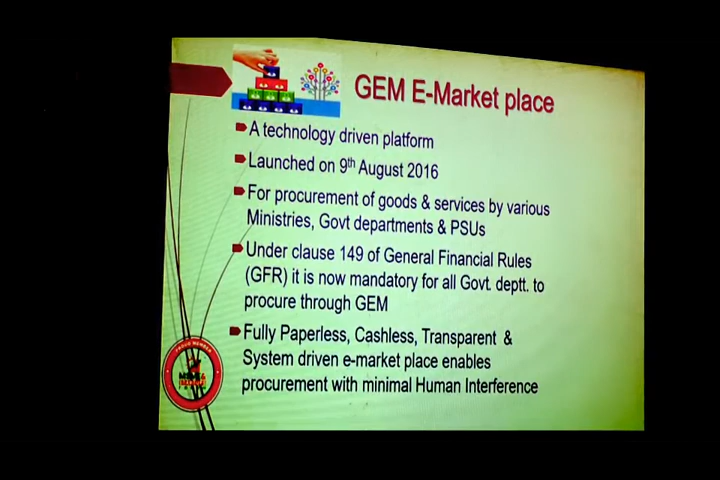 GEM E-Market place
A technology driven platform
Launched on 9th August 2016
For procurement of goods & services by various
Ministries, Govt departments & PSUs
Under clause 149 of General Financial Rules
(GFR) it is now mandatory for all Govt. deptt. to
procure through GEM
Fully Paperless, Cashless, Transparent &
System driven e-market place enables
procurement with minimal Human Interference
PROUD MEMBER